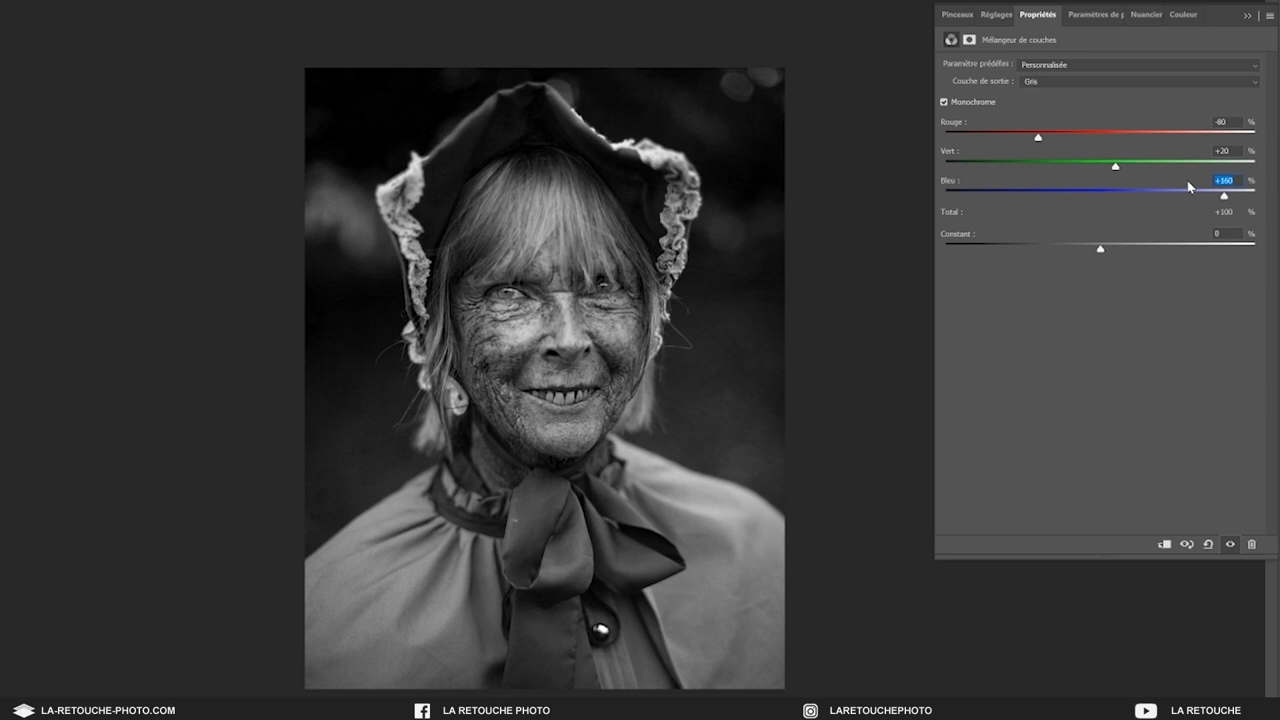 Pinceaux Réglages Propriétés Paramètres de p Nuancier Couleur
Mélangeur de couches
Paramètre prédéfini : Personnalisée
Couche de sortie : Gris
Monochrome
Rouge : -80 %
Vert : +20 %
Bleu : +160 %
Total : +100 %
Constant : 0 %
LA-RETOUCHE-PHOTO.COM LA RETOUCHE PHOTO LARETOUCHEPHOTO LA RETOUCHE